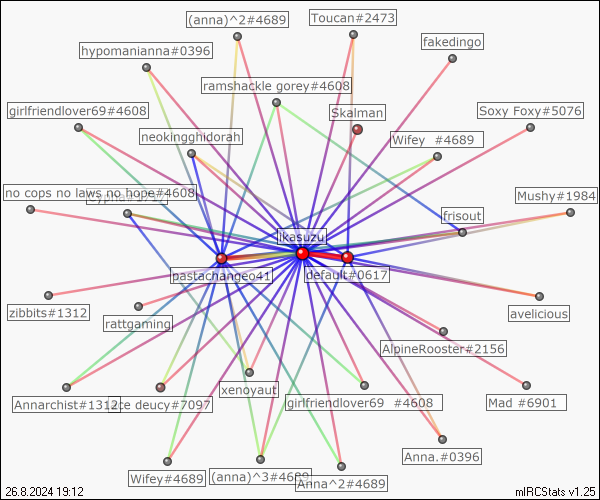 (anna)^2#4689
Toucan#2473
fakedingo
hypomanianna#0396
ramshackle gorey#4608
girlfriendlover69#4608
Skalman
Soxy Foxy#5076
neokingghidorah
Wifey #4689
no cops no laws no hope#4608
Mushy#1984
frisout
ikasuzu
pastachangeo41
default#0617
zibbits#1312
rattgaming
avelicious
AlpineRooster#2156
xenoyaut
Annarchist#1312
deucy#7097
girlfriendlover69 #4608
Mad #6901
Anna.#0396
Wifey#4689
(anna)^3#4689
Anna^2#4689
26.8.2024 19:12
mIRCStats v1.25